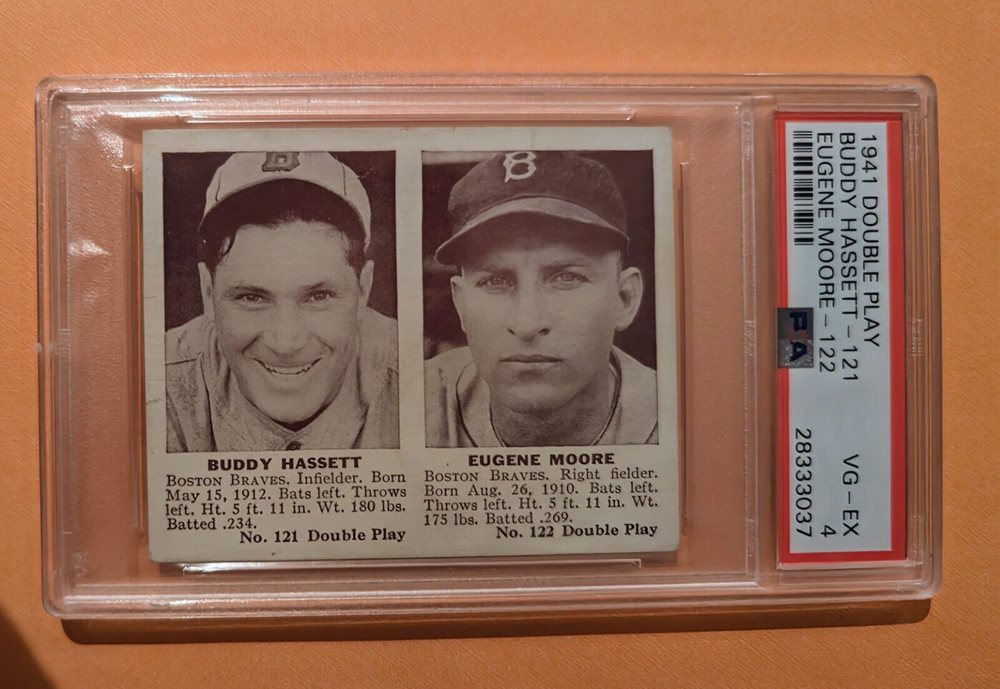 B
B
BUDDY HASSETT
BOSTON BRAVES. Infielder. Born
May 15, 1912. Bats left. Throws
left. Ht. 5 ft. 11 in. Wt. 180 lbs.
Batted .234.
No. 121 Double Play
EUGENE MOORE
BOSTON BRAVES. Right fielder.
Born Aug. 26, 1910. Bats left.
Throws left. Ht. 5 ft. 11 in. Wt.
175 lbs. Batted .269.
No. 122 Double Play
1941 DOUBLE PLAY
BUDDY HASSETT-121 VG-EX
EUGENE MOORE-122 4
28333037